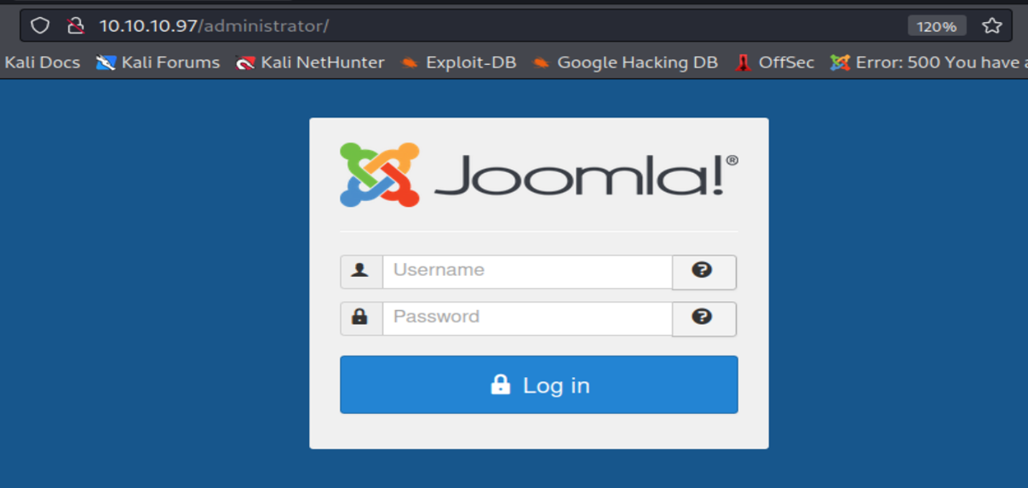 10.10.10.97/administrator/ 120%
Kali Docs Kali Forums Kali NetHunter Exploit-DB Google Hacking DB OffSec Error: 500 You have a
Joomla!®
Username
Password
Log in